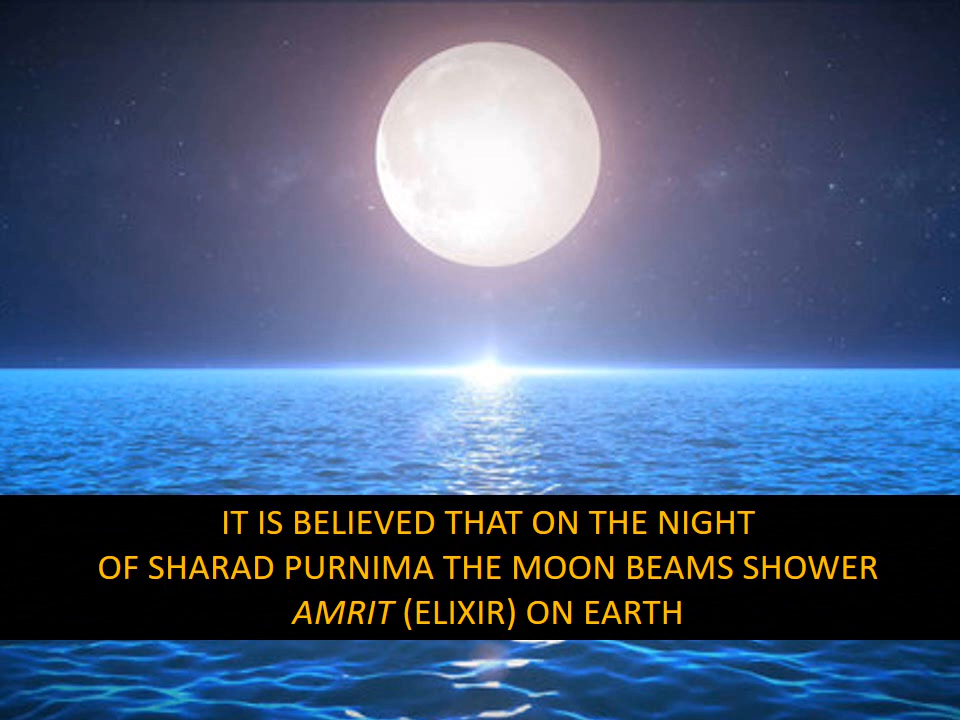 IT IS BELIEVED THAT ON THE NIGHT
OF SHARAD PURNIMA THE MOON BEAMS SHOWER
AMRIT (ELIXIR) ON EARTH